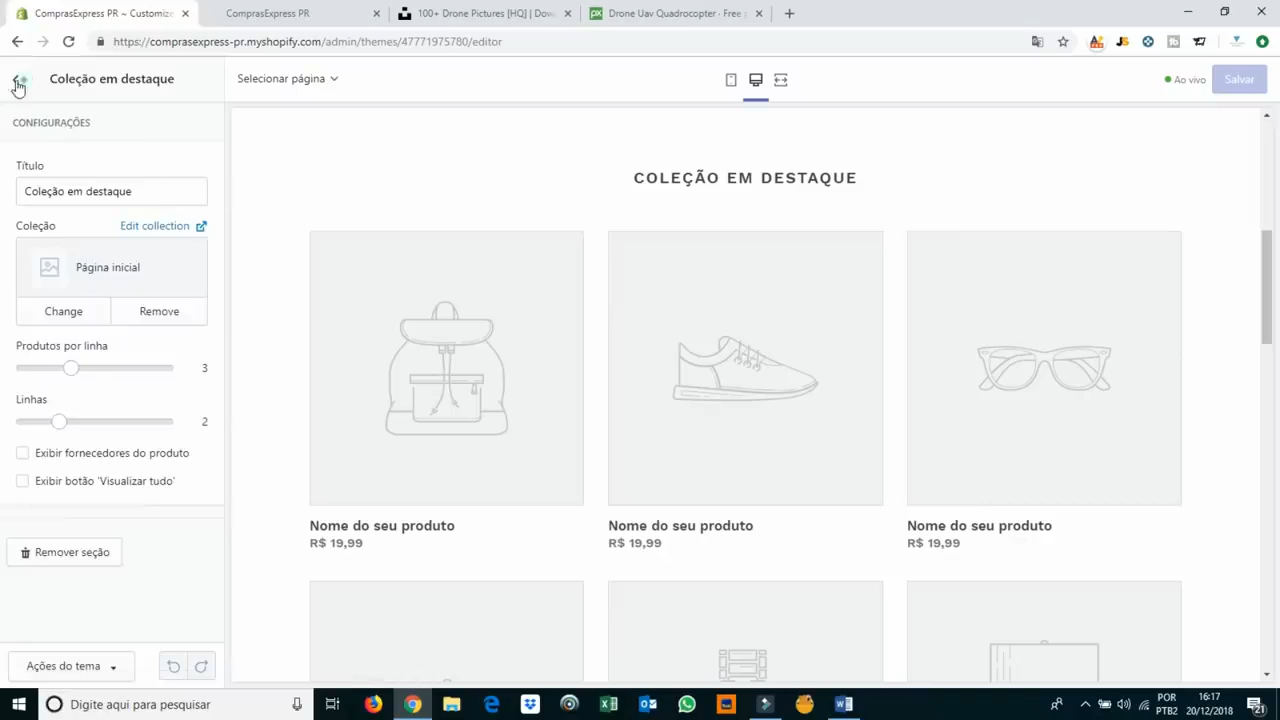 ComprasExpress PR ~ Customize
ComprasExpress PR
100+ Drone Pictures [HQ] | Dow
Drone Uav Quadrocopter - Free
https://comprasexpress-pr.myshopify.com/admin/themes/47771975780/editor
Coleção em destaque
Selecionar página
Ao vivo
Salvar
CONFIGURAÇÕES
Título
Coleção em destaque
Coleção
Edit collection
Página inicial
Change
Remove
Produtos por linha
3
Linhas
2
Exibir fornecedores do produto
Exibir botão 'Visualizar tudo'
Remover seção
Ações do tema
COLEÇÃO EM DESTAQUE
Nome do seu produto
R$ 19,99
Nome do seu produto
R$ 19,99
Nome do seu produto
R$ 19,99
Digite aqui para pesquisar
POR
PTB2
16:17
20/12/2018
21